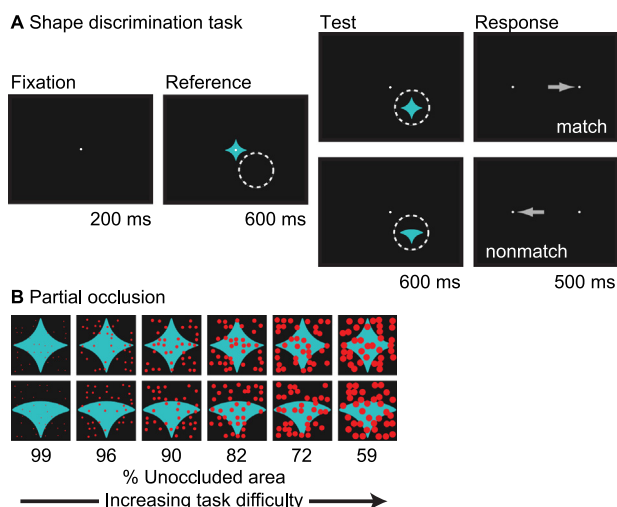 A Shape discrimination task
Fixation
Reference
Test
Response
match
200 ms
600 ms
nonmatch
600 ms
500 ms
B Partial occlusion
99 96 90 82 72 59
% Unoccluded area
Increasing task difficulty